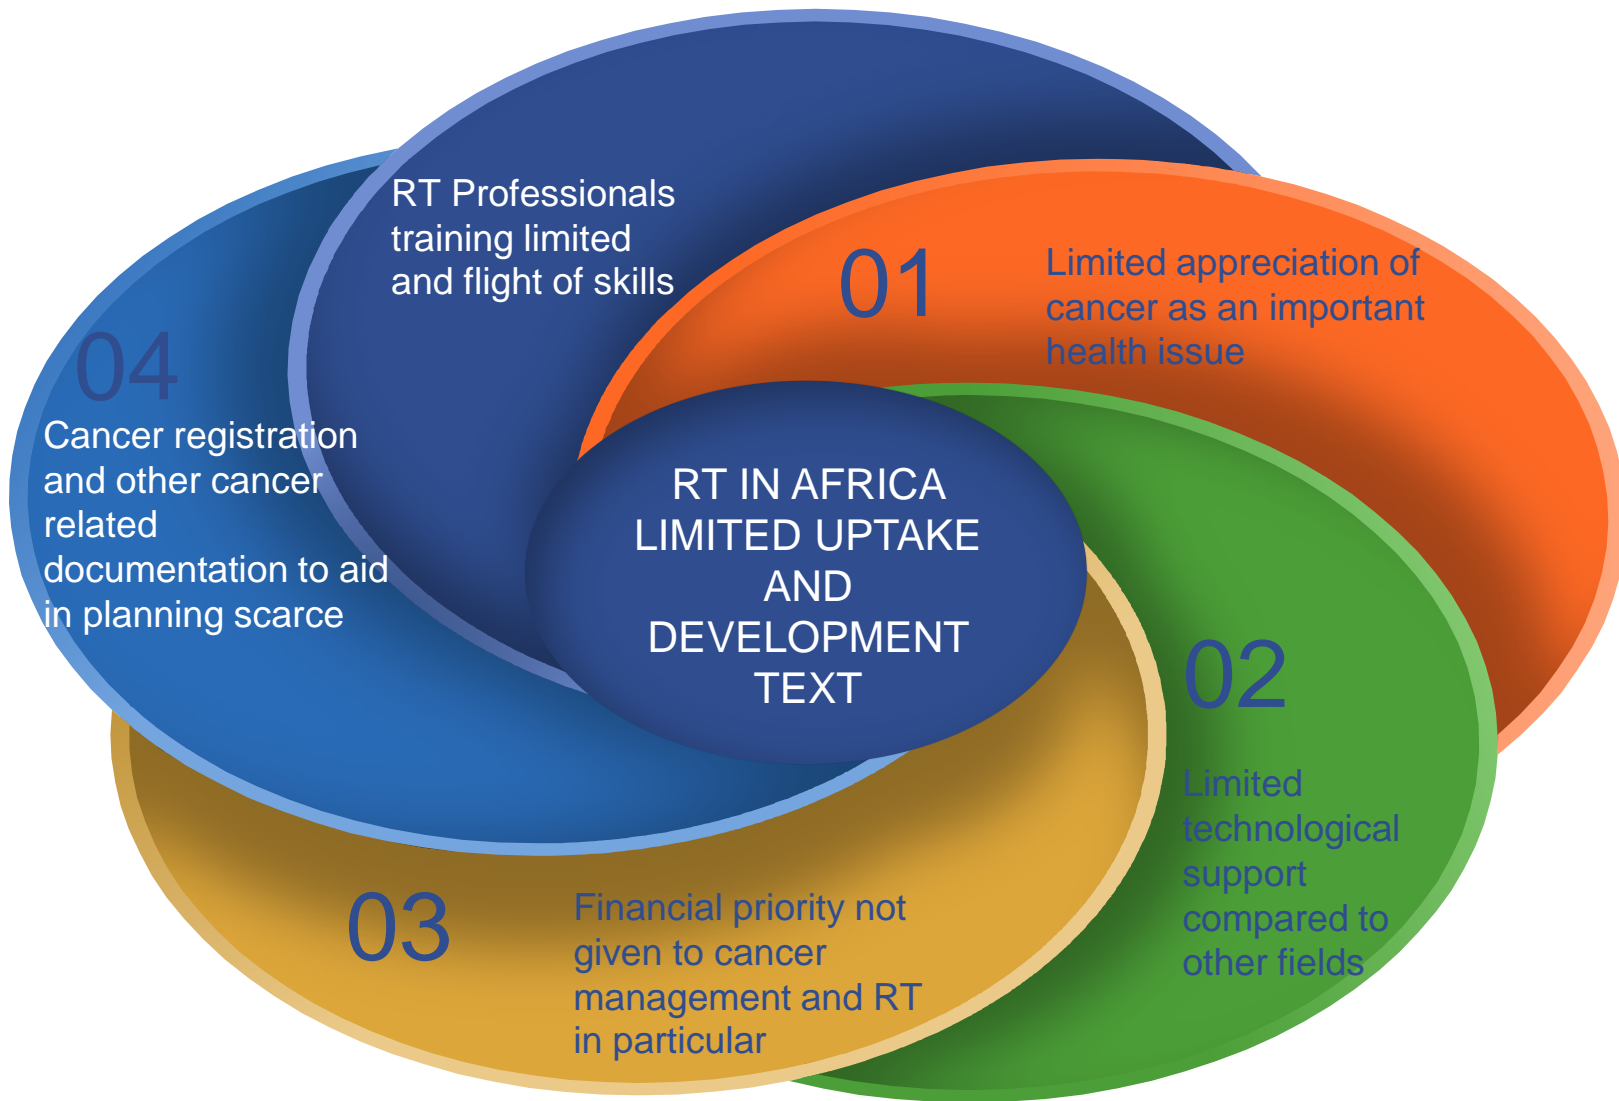 RT Professionals
training limited
and flight of skills
01
Limited appreciation of
cancer as an important
health issue
02
Limited
technological
support
compared to
other fields
03
Financial priority not
given to cancer
management and RT
in particular
04
Cancer registration
and other cancer
related
documentation to aid
in planning scarce
RT IN AFRICA
LIMITED UPTAKE
AND
DEVELOPMENT
TEXT